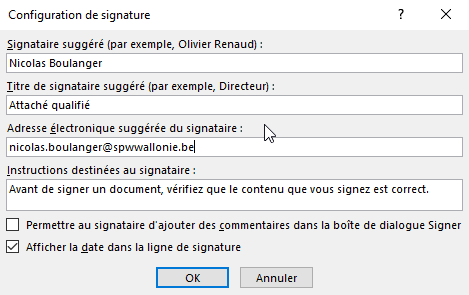 Configuration de signature
Signataire suggéré (par exemple, Olivier Renaud) :
Nicolas Boulanger
Titre de signataire suggéré (par exemple, Directeur) :
Attaché qualifié
Adresse électronique suggérée du signataire :
nicolas.boulanger@spwwallonie.be
Instructions destinées au signataire :
Avant de signer un document, vérifiez que le contenu que vous signez est correct.
Permettre au signataire d'ajouter des commentaires dans la boîte de dialogue Signer
Afficher la date dans la ligne de signature
OK
Annuler